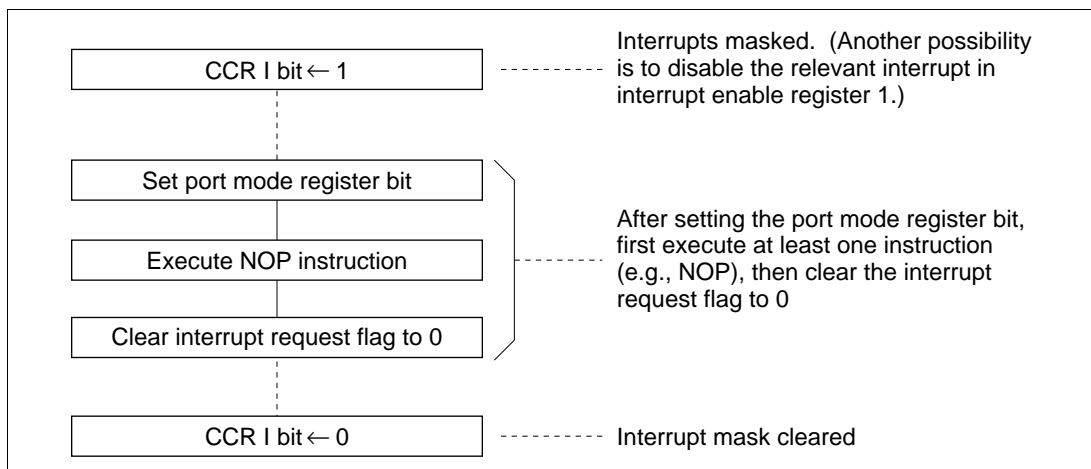 CCR I bit ← 1
Interrupts masked. (Another possibility
is to disable the relevant interrupt in
interrupt enable register 1.)
Set port mode register bit
Execute NOP instruction
Clear interrupt request flag to 0
After setting the port mode register bit,
first execute at least one instruction
(e.g., NOP), then clear the interrupt
request flag to 0
CCR I bit ← 0
Interrupt mask cleared